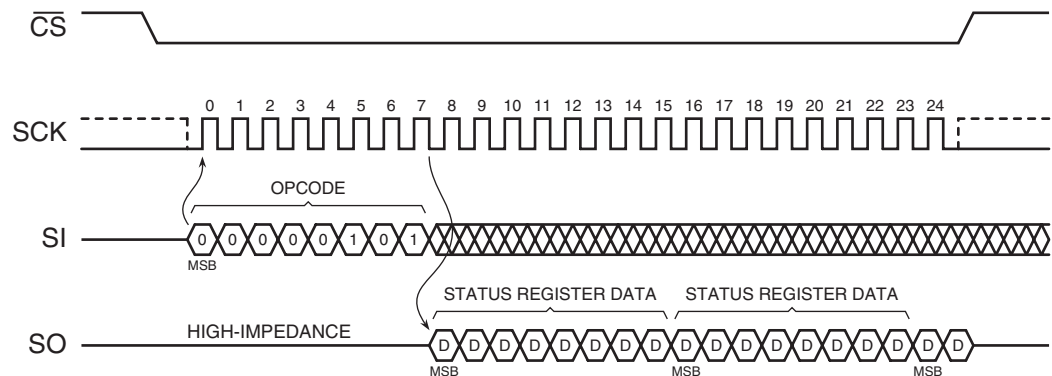 CS
0 1 2 3 4 5 6 7 8 9 10 11 12 13 14 15 16 17 18 19 20 21 22 23 24
SCK
OPCODE
SI 0 0 0 0 0 1 0 1
MSB
STATUS REGISTER DATA STATUS REGISTER DATA
HIGH-IMPEDANCE
SO D D D D D D D D D D D D D D D D D D
MSB MSB MSB